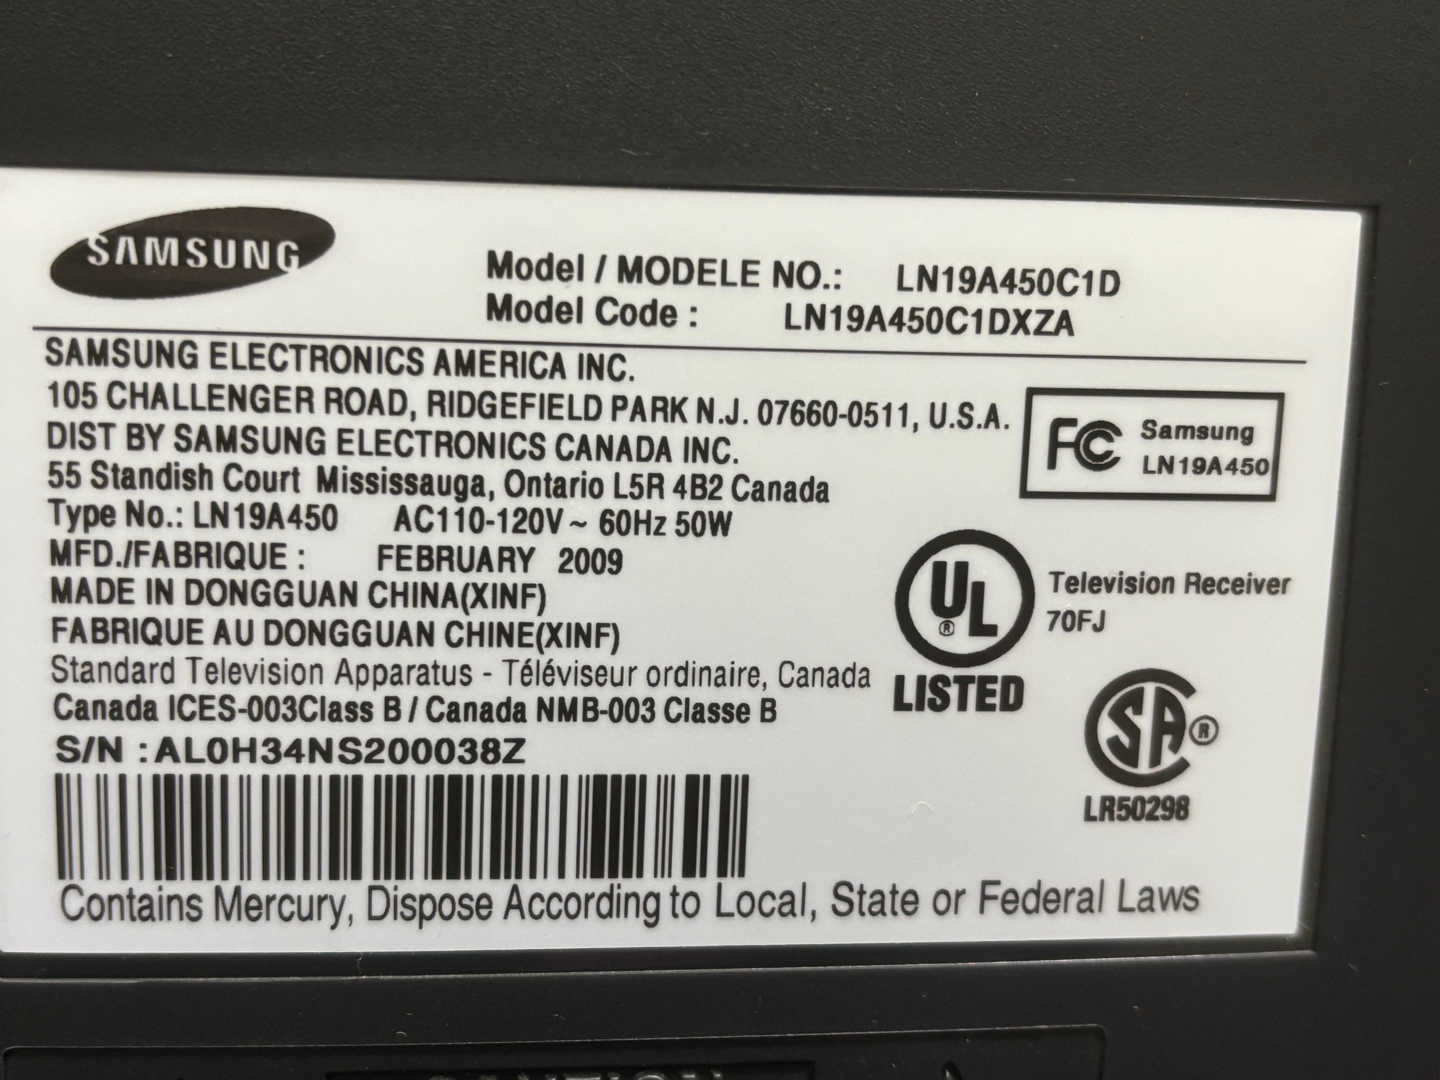 SAMSUNG
Model / MODELE NO.: LN19A450C1D
Model Code : LN19A450C1DXZA
SAMSUNG ELECTRONICS AMERICA INC.
105 CHALLENGER ROAD, RIDGEFIELD PARK N.J. 07660-0511, U.S.A.
DIST BY SAMSUNG ELECTRONICS CANADA INC.
55 Standish Court Mississauga, Ontario L5R 4B2 Canada
Type No.: LN19A450 AC110-120V~ 60Hz 50W
MFD./FABRIQUE : FEBRUARY 2009
MADE IN DONGGUAN CHINA(XINF)
FABRIQUE AU DONGGUAN CHINE(XINF)
Standard Television Apparatus - Téléviseur ordinaire, Canada
Canada ICES-003Class B / Canada NMB-003 Classe B
S/N :AL0H34NS200038Z
Contains Mercury, Dispose According to Local, State or Federal Laws
FC Samsung
LN19A450
UL ®
LISTED
Television Receiver
70FJ
SA ®
LR50298